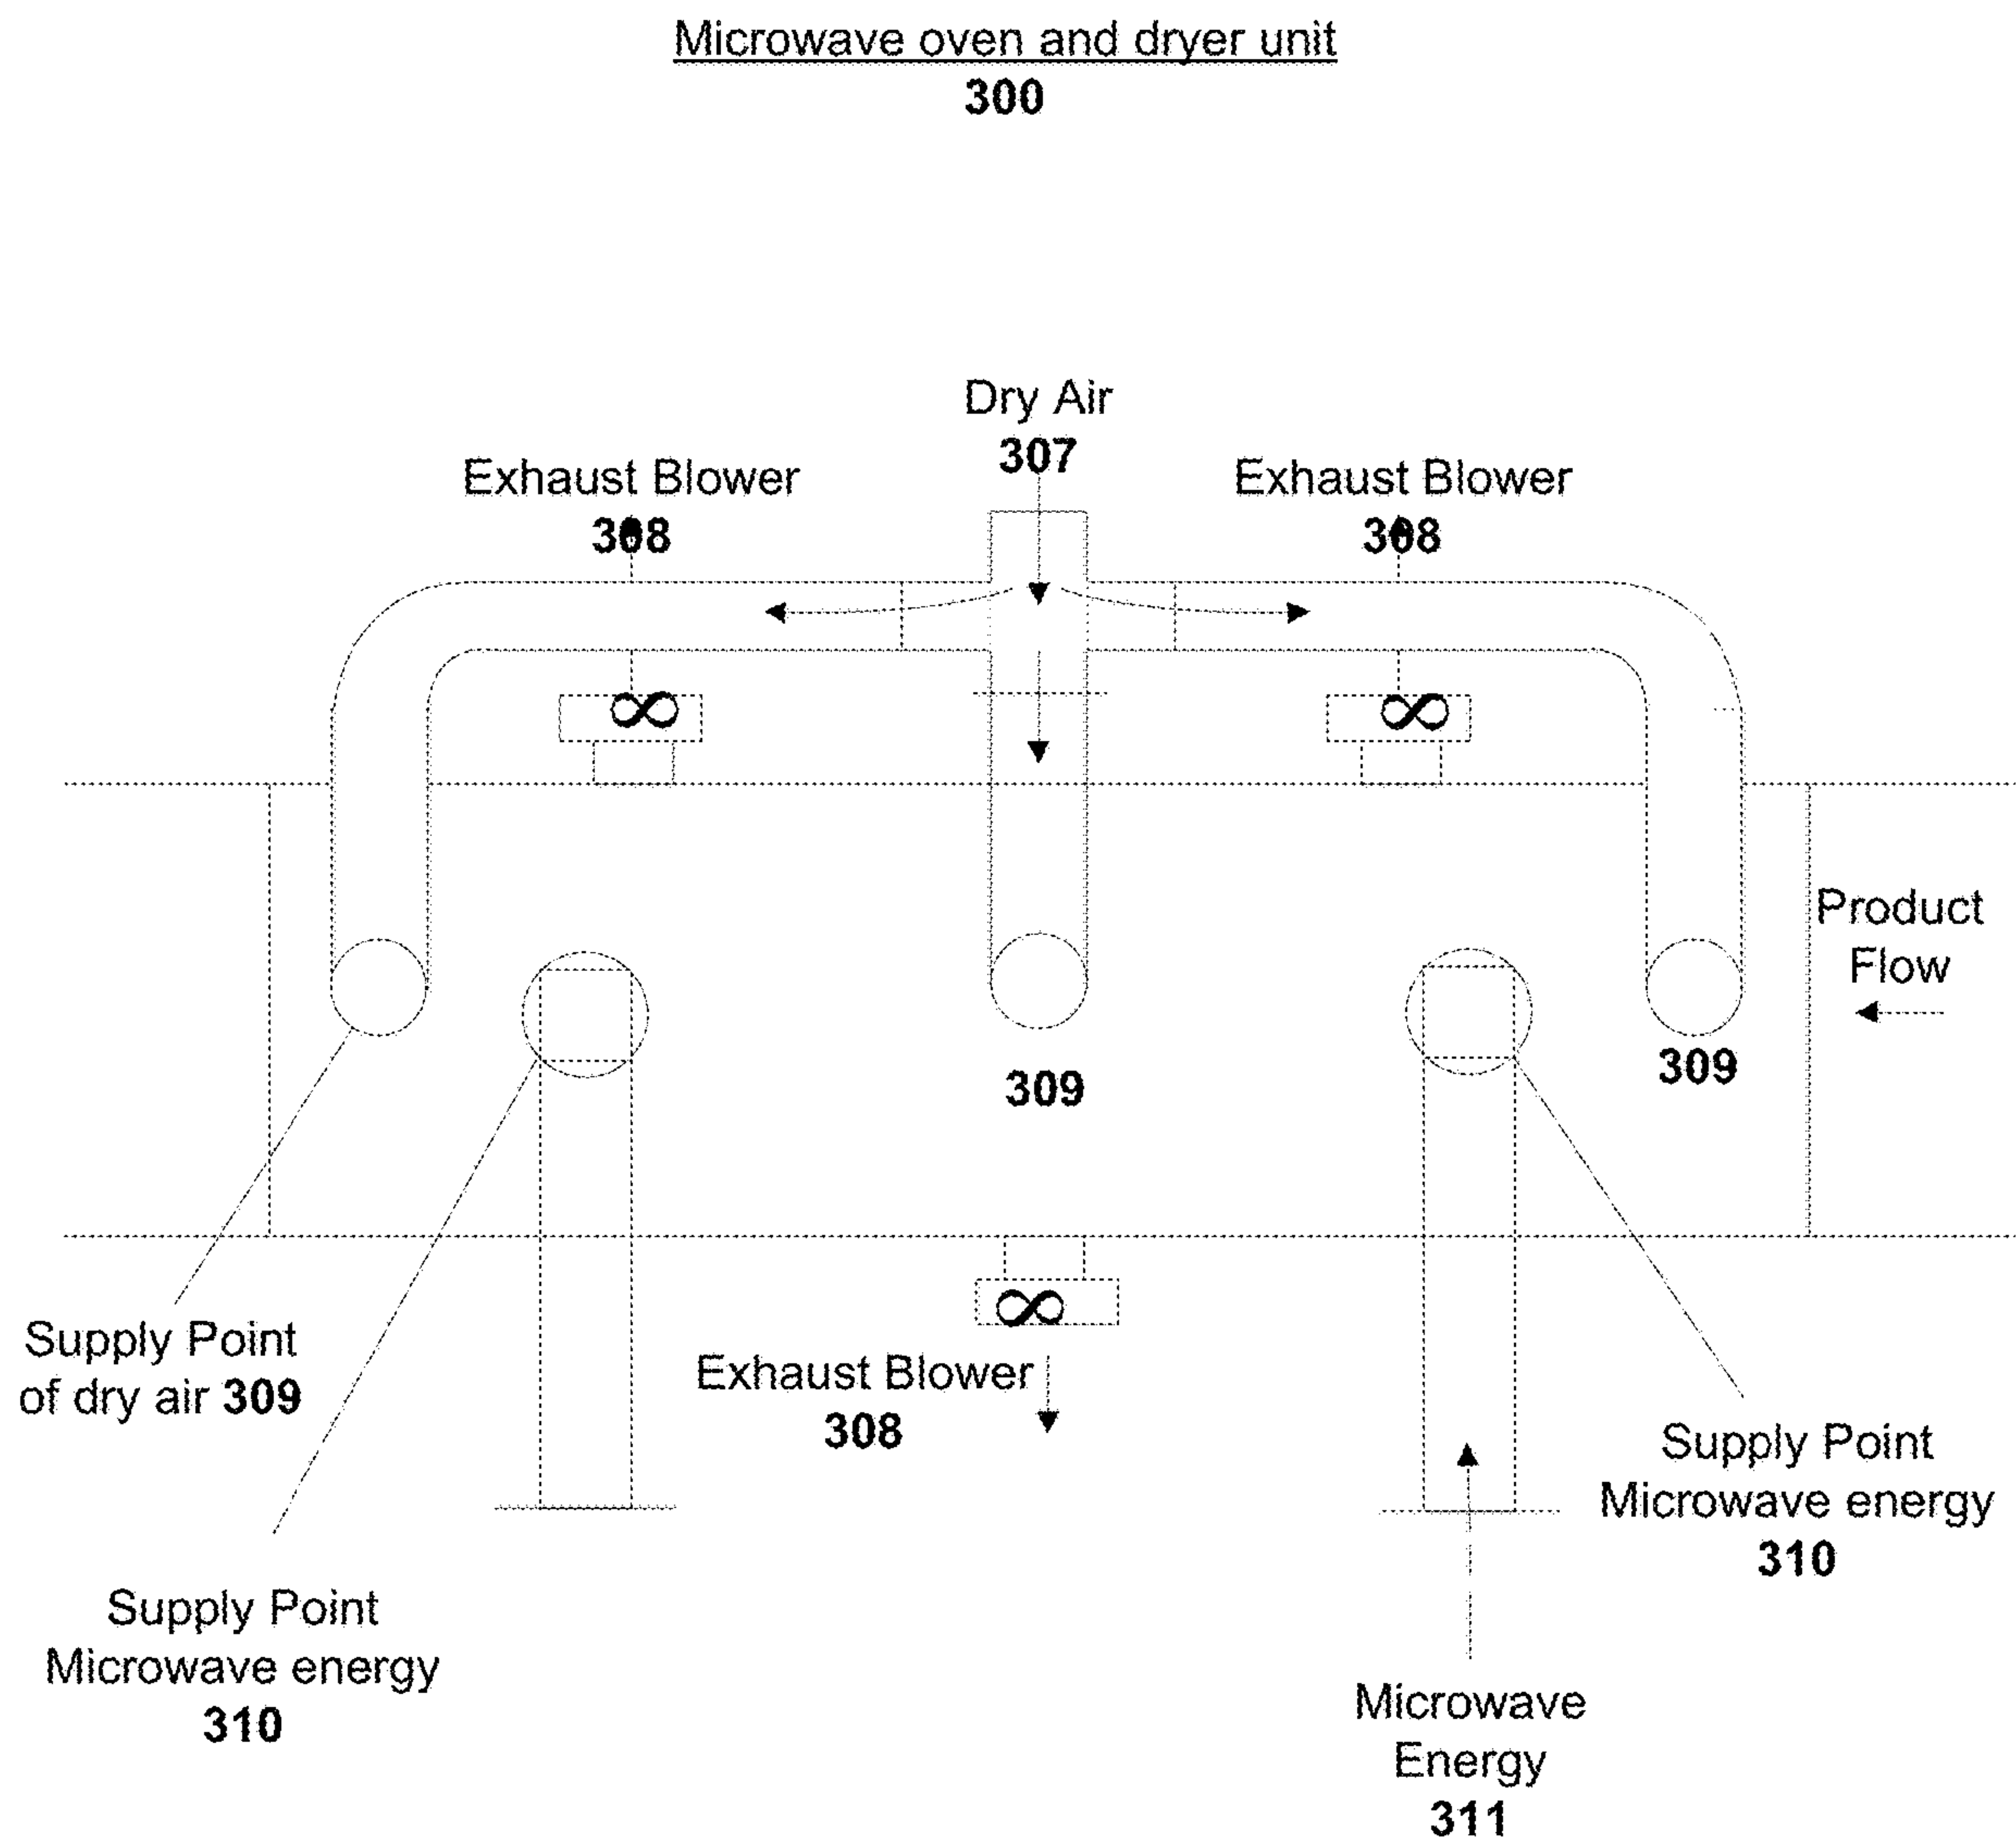 Microwave oven and dryer unit
300
Dry Air
307
Exhaust Blower
308
Exhaust Blower
308
∞
∞
Product
Flow
309
309
∞
Supply Point
of dry air 309
Exhaust Blower
308
Supply Point
Microwave energy
310
Supply Point
Microwave energy
310
Microwave
Energy
311